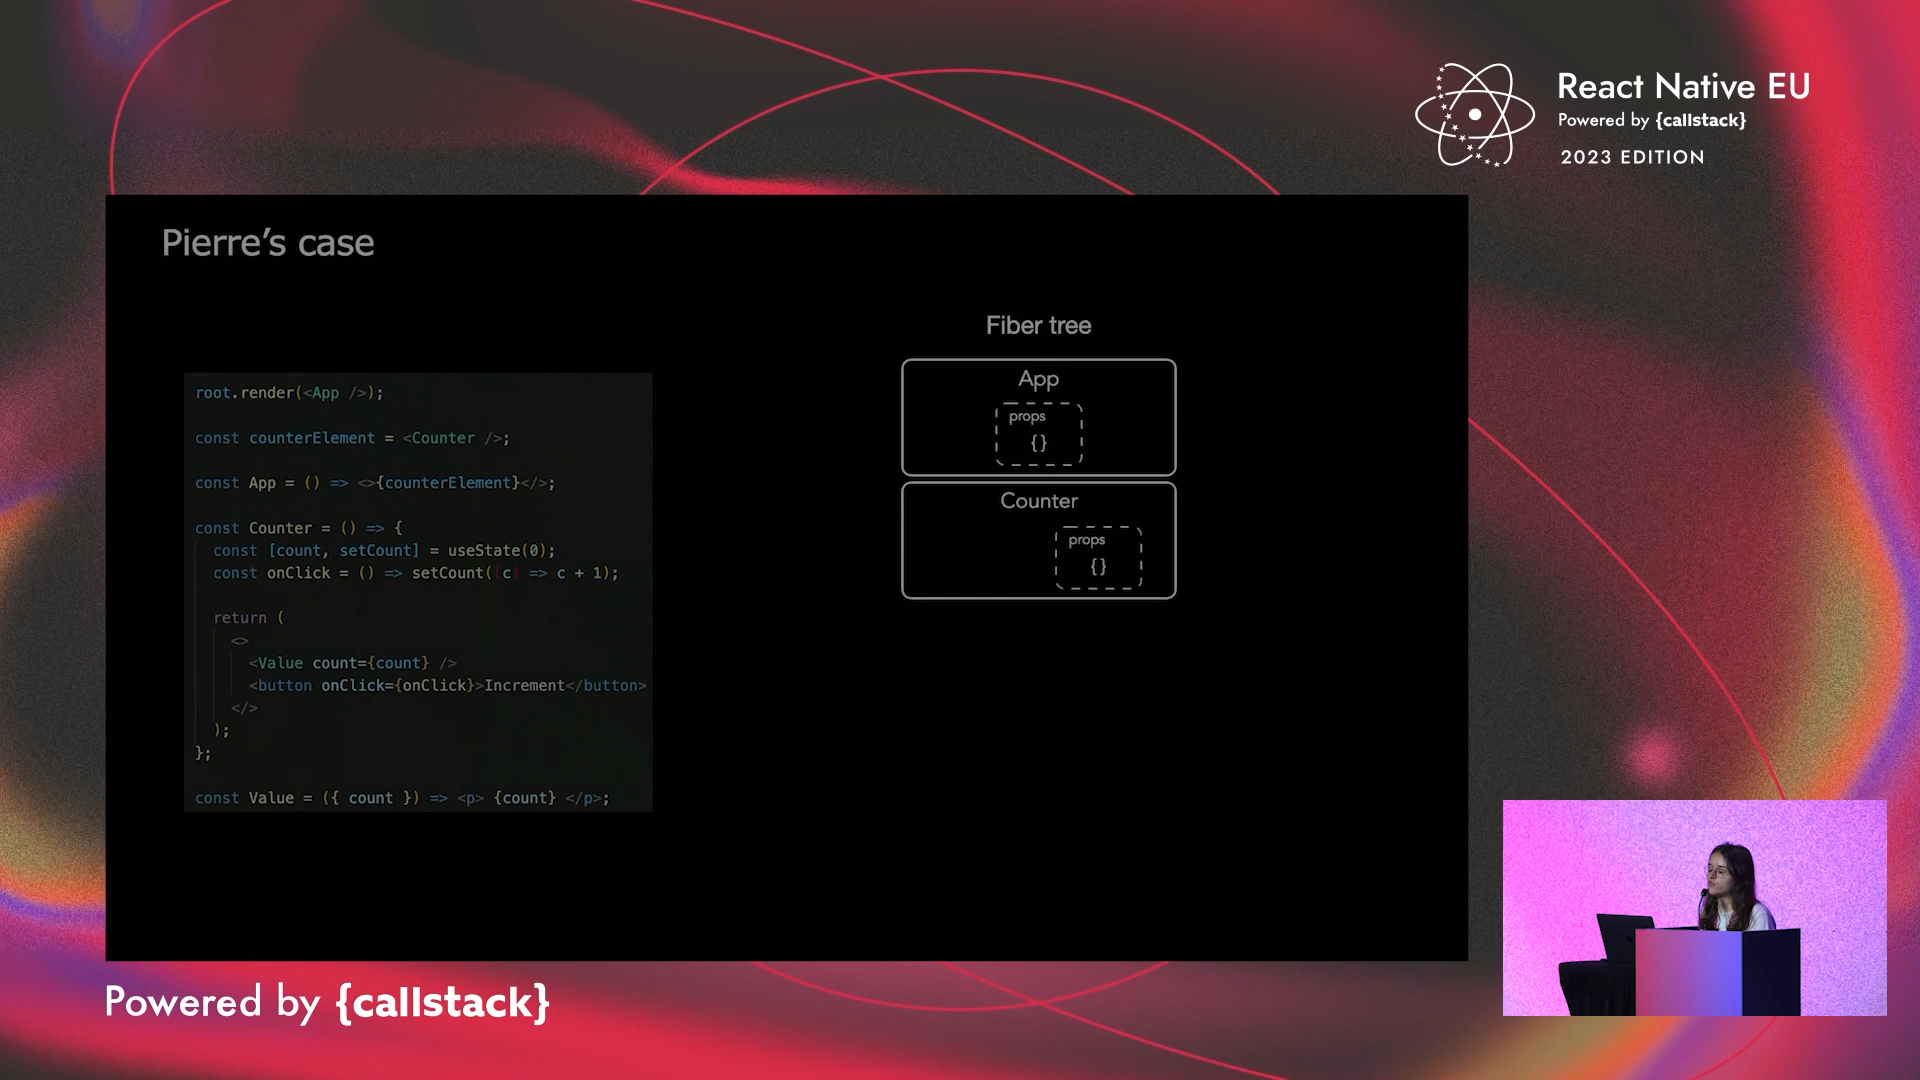 React Native EU
Powered by {callstack}
2023 EDITION
Pierre's case
root.render(<App />);
const counterElement = <Counter />;
const App = () => <>{counterElement}</>;
const Counter = () => {
const [count, setCount] = useState(0);
const onClick = () => setCount((c) => c + 1);
return (
<>
<Value count={count} />
<button onClick={onClick}>Increment</button>
</>
);
};
const Value = ({ count }) => <p> {count} </p>;
Fiber tree
App
props
{}
Counter
props
{}
Powered by {callstack}